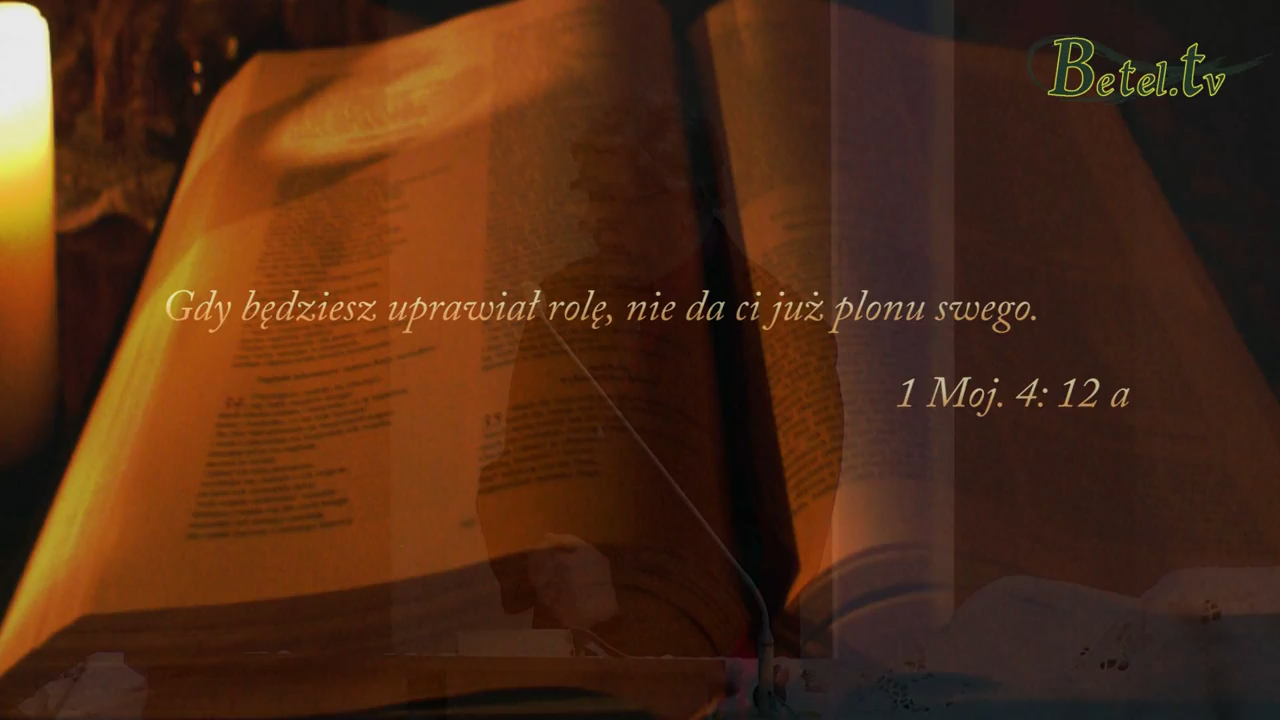 Betel.tv
Gdy będziesz uprawiał rolę, nie da ci już plonu swego.
1 Moj. 4: 12 a